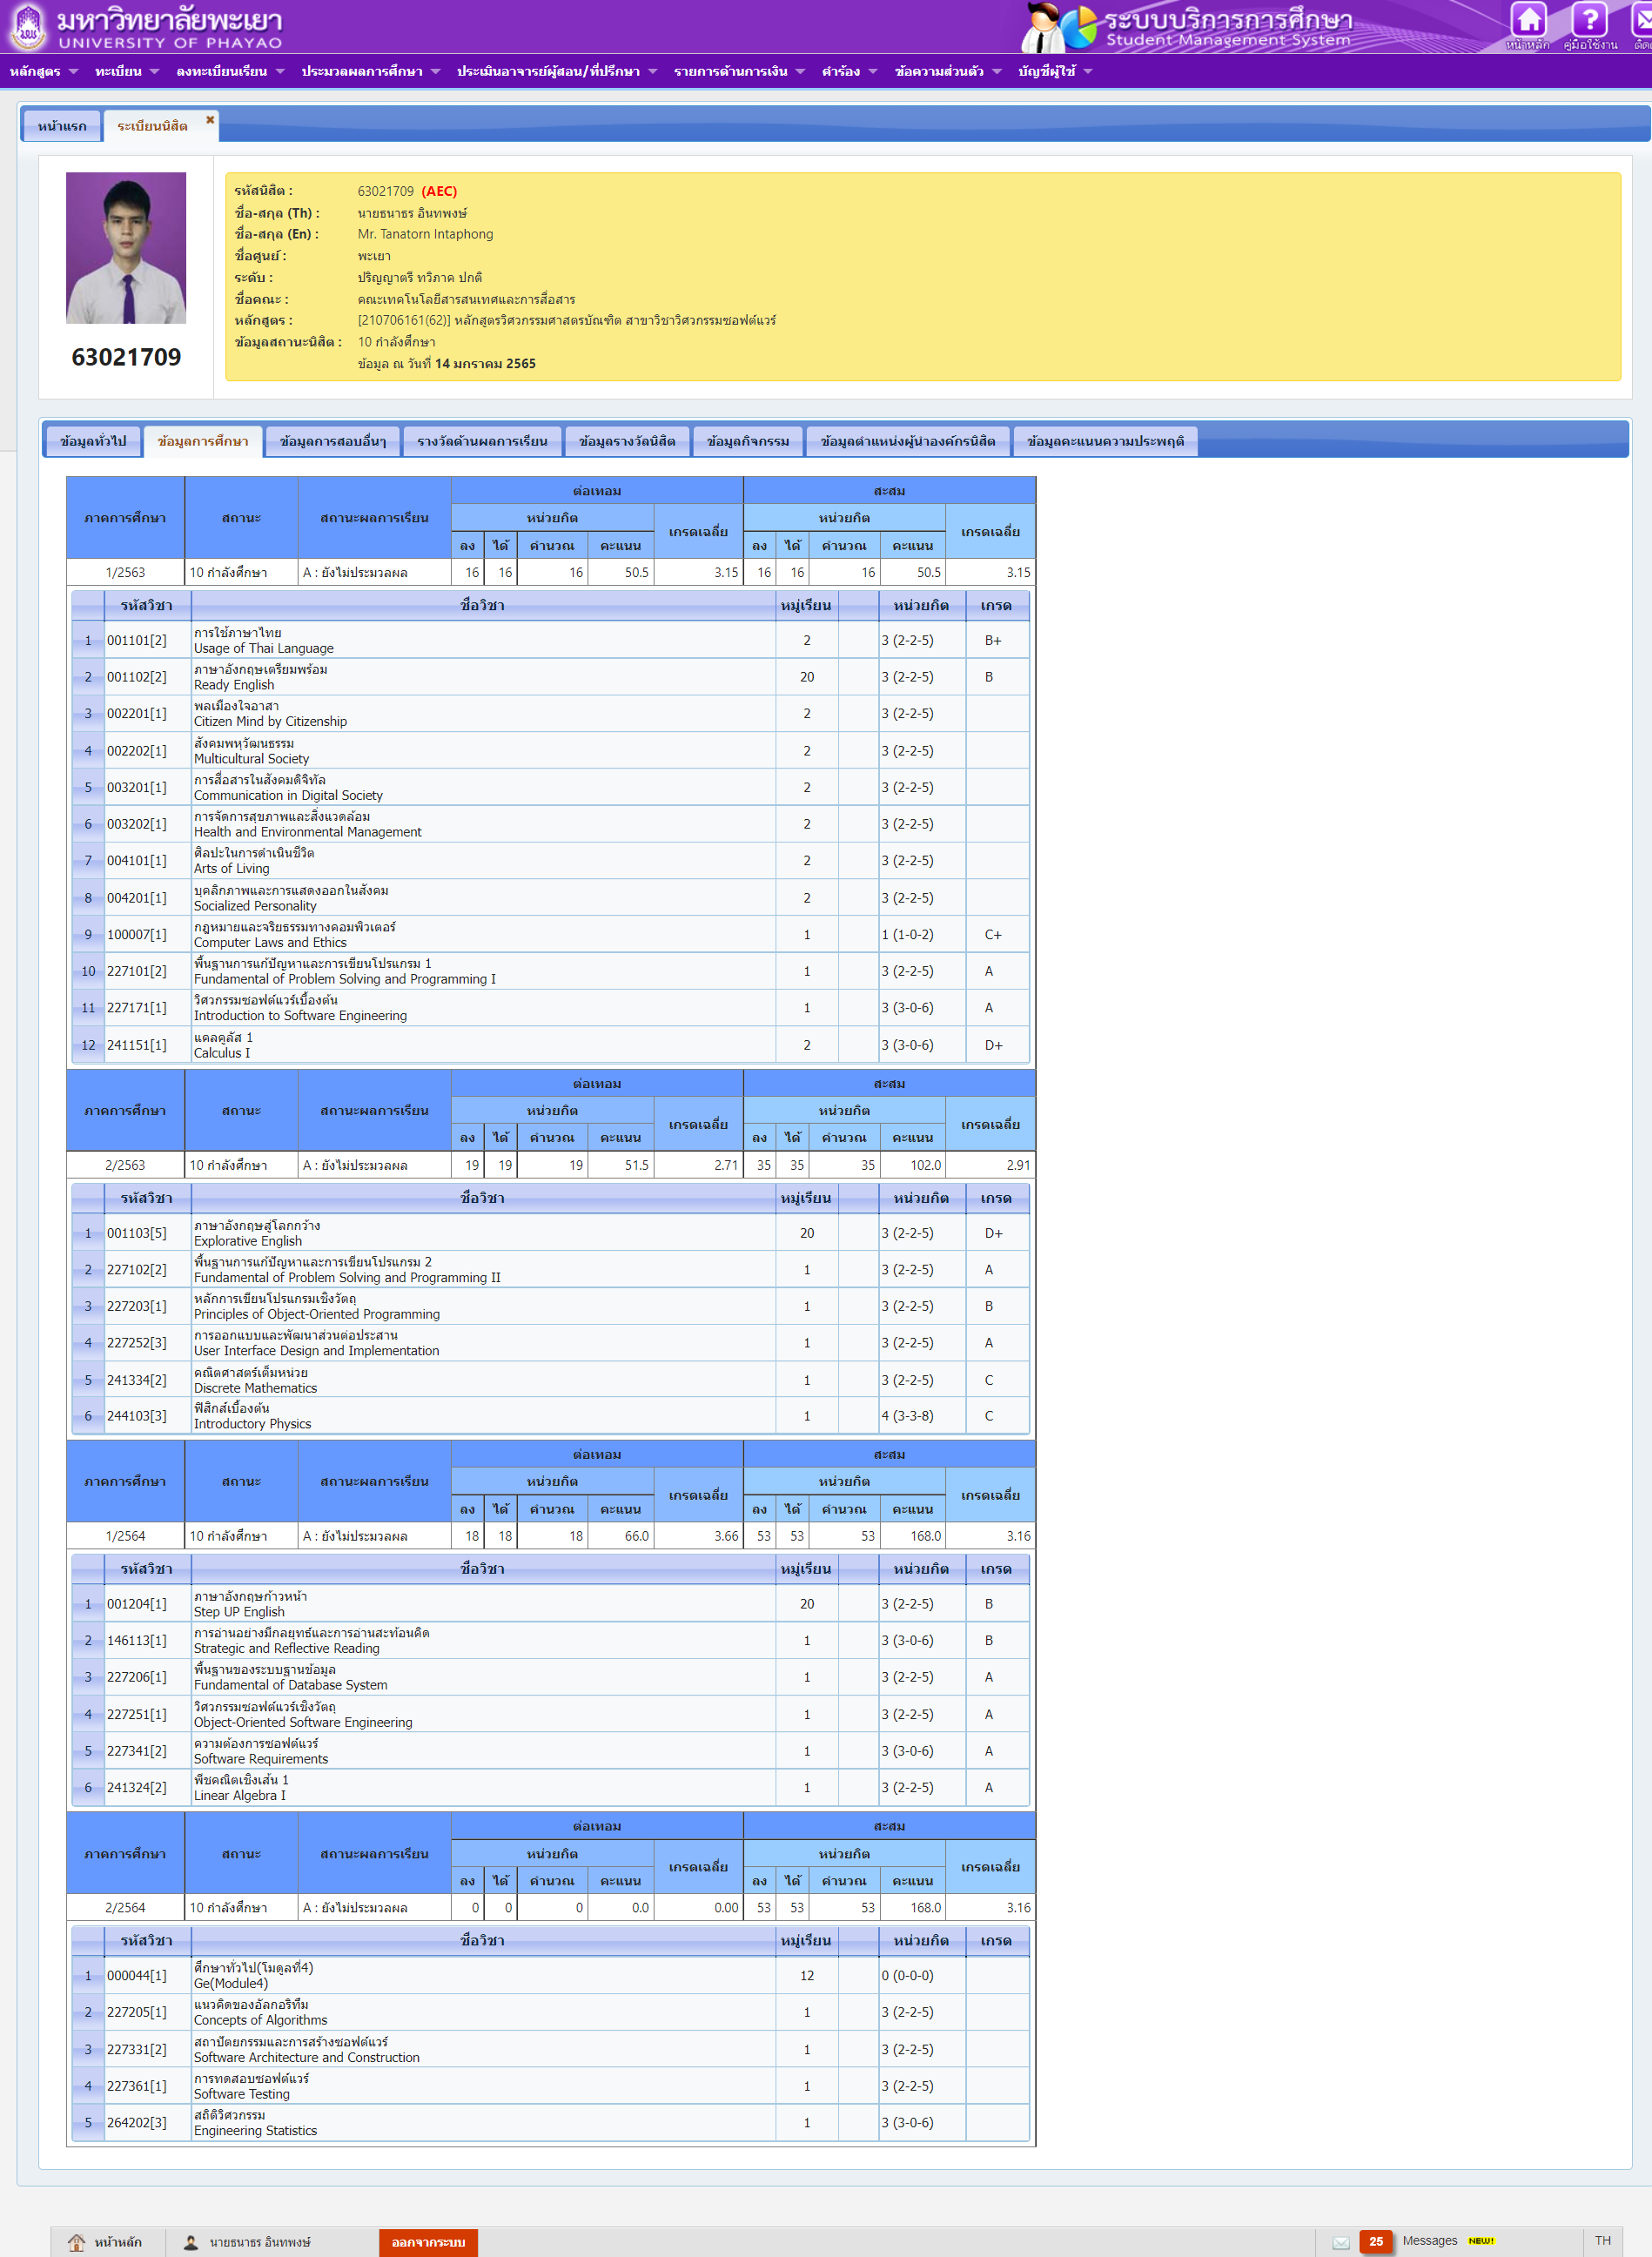 มหาวิทยาลัยพะเยา
UNIVERSITY OF PHAYAO
ระบบบริการการศึกษา
Student Management System
หน้าหลัก คู่มือใช้งาน
หลักสูตร ทะเบียน ลงทะเบียนเรียน ประมวลผลการศึกษา ประเมินอาจารย์ผู้สอน/ที่ปรึกษา รายการด้านการเงิน คำร้อง ข้อความส่วนตัว บัญชีผู้ใช้
หน้าแรก ระเบียนนิสิต
63021709
รหัสนิสิต : 63021709 (AEC)
ชื่อ-สกุล (Th) : นายธนาธร อินทพงษ์
ชื่อ-สกุล (En) : Mr. Tanatorn Intaphong
ชื่อศูนย์ : พะเยา
ระดับ : ปริญญาตรี ทวิภาค ปกติ
ชื่อคณะ : คณะเทคโนโลยีสารสนเทศและการสื่อสาร
หลักสูตร : [210706161(62)] หลักสูตรวิศวกรรมศาสตรบัณฑิต สาขาวิชาวิศวกรรมซอฟต์แวร์
ข้อมูลสถานะนิสิต : 10 กำลังศึกษา
ข้อมูล ณ วันที่ 14 มกราคม 2565
ข้อมูลทั่วไป ข้อมูลการศึกษา ข้อมูลการสอบอื่นๆ รางวัลด้านผลการเรียน ข้อมูลรางวัลนิสิต ข้อมูลกิจกรรม ข้อมูลตำแหน่งผู้นำองค์กรนิสิต ข้อมูลคะแนนความประพฤติ
ต่อเทอม สะสม
ภาคการศึกษา สถานะ สถานะผลการเรียน หน่วยกิต เกรดเฉลี่ย หน่วยกิต เกรดเฉลี่ย
ลง ได้ คำนวณ คะแนน ลง ได้ คำนวณ คะแนน
1/2563 10 กำลังศึกษา A : ยังไม่ประมวลผล 16 16 16 50.5 3.15 16 16 16 50.5 3.15
รหัสวิชา ชื่อวิชา หมู่เรียน หน่วยกิต เกรด
1 001101[2] การใช้ภาษาไทย 2 3 (2-2-5) B+
Usage of Thai Language
2 001102[2] ภาษาอังกฤษเตรียมพร้อม 20 3 (2-2-5) B
Ready English
3 002201[1] พลเมืองใจอาสา 2 3 (2-2-5)
Citizen Mind by Citizenship
4 002202[1] สังคมพหุวัฒนธรรม 2 3 (2-2-5)
Multicultural Society
5 003201[1] การสื่อสารในสังคมดิจิทัล 2 3 (2-2-5)
Communication in Digital Society
6 003202[1] การจัดการสุขภาพและสิ่งแวดล้อม 2 3 (2-2-5)
Health and Environmental Management
7 004101[1] ศิลปะในการดำเนินชีวิต 2 3 (2-2-5)
Arts of Living
8 004201[1] บุคลิกภาพและการแสดงออกในสังคม 2 3 (2-2-5)
Socialized Personality
9 100007[1] กฎหมายและจริยธรรมทางคอมพิวเตอร์ 1 1 (1-0-2) C+
Computer Laws and Ethics
10 227101[2] พื้นฐานการแก้ปัญหาและการเขียนโปรแกรม 1 1 3 (2-2-5) A
Fundamental of Problem Solving and Programming I
11 227171[1] วิศวกรรมซอฟต์แวร์เบื้องต้น 1 3 (3-0-6) A
Introduction to Software Engineering
12 241151[1] แคลคูลัส 1 2 3 (3-0-6) D+
Calculus I
ต่อเทอม สะสม
ภาคการศึกษา สถานะ สถานะผลการเรียน หน่วยกิต เกรดเฉลี่ย หน่วยกิต เกรดเฉลี่ย
ลง ได้ คำนวณ คะแนน ลง ได้ คำนวณ คะแนน
2/2563 10 กำลังศึกษา A : ยังไม่ประมวลผล 19 19 19 51.5 2.71 35 35 35 102.0 2.91
รหัสวิชา ชื่อวิชา หมู่เรียน หน่วยกิต เกรด
1 001103[5] ภาษาอังกฤษสู่โลกกว้าง 20 3 (2-2-5) D+
Explorative English
2 227102[2] พื้นฐานการแก้ปัญหาและการเขียนโปรแกรม 2 1 3 (2-2-5) A
Fundamental of Problem Solving and Programming II
3 227203[1] หลักการเขียนโปรแกรมเชิงวัตถุ 1 3 (2-2-5) B
Principles of Object-Oriented Programming
4 227252[3] การออกแบบและพัฒนาส่วนต่อประสาน 1 3 (2-2-5) A
User Interface Design and Implementation
5 241334[2] คณิตศาสตร์เต็มหน่วย 1 3 (2-2-5) C
Discrete Mathematics
6 244103[3] ฟิสิกส์เบื้องต้น 1 4 (3-3-8) C
Introductory Physics
ต่อเทอม สะสม
ภาคการศึกษา สถานะ สถานะผลการเรียน หน่วยกิต เกรดเฉลี่ย หน่วยกิต เกรดเฉลี่ย
ลง ได้ คำนวณ คะแนน ลง ได้ คำนวณ คะแนน
1/2564 10 กำลังศึกษา A : ยังไม่ประมวลผล 18 18 18 66.0 3.66 53 53 53 168.0 3.16
รหัสวิชา ชื่อวิชา หมู่เรียน หน่วยกิต เกรด
1 001204[1] ภาษาอังกฤษก้าวหน้า 20 3 (2-2-5) B
Step UP English
2 146113[1] การอ่านอย่างมีกลยุทธ์และการอ่านสะท้อนคิด 1 3 (3-0-6) B
Strategic and Reflective Reading
3 227206[1] พื้นฐานของระบบฐานข้อมูล 1 3 (2-2-5) A
Fundamental of Database System
4 227251[1] วิศวกรรมซอฟต์แวร์เชิงวัตถุ 1 3 (2-2-5) A
Object-Oriented Software Engineering
5 227341[2] ความต้องการซอฟต์แวร์ 1 3 (3-0-6) A
Software Requirements
6 241324[2] พีชคณิตเชิงเส้น 1 1 3 (2-2-5) A
Linear Algebra I
ต่อเทอม สะสม
ภาคการศึกษา สถานะ สถานะผลการเรียน หน่วยกิต เกรดเฉลี่ย หน่วยกิต เกรดเฉลี่ย
ลง ได้ คำนวณ คะแนน ลง ได้ คำนวณ คะแนน
2/2564 10 กำลังศึกษา A : ยังไม่ประมวลผล 0 0 0 0.0 0.00 53 53 53 168.0 3.16
รหัสวิชา ชื่อวิชา หมู่เรียน หน่วยกิต เกรด
1 000044[1] ศึกษาทั่วไป(โมดูลที่4) 12 0 (0-0-0)
Ge(Module4)
2 227205[1] แนวคิดของอัลกอริทึม 1 3 (2-2-5)
Concepts of Algorithms
3 227331[2] สถาปัตยกรรมและการสร้างซอฟต์แวร์ 1 3 (2-2-5)
Software Architecture and Construction
4 227361[1] การทดสอบซอฟต์แวร์ 1 3 (2-2-5)
Software Testing
5 264202[3] สถิติวิศวกรรม 1 3 (3-0-6)
Engineering Statistics
หน้าหลัก นายธนาธร อินทพงษ์ ออกจากระบบ 25 Messages NEW! TH